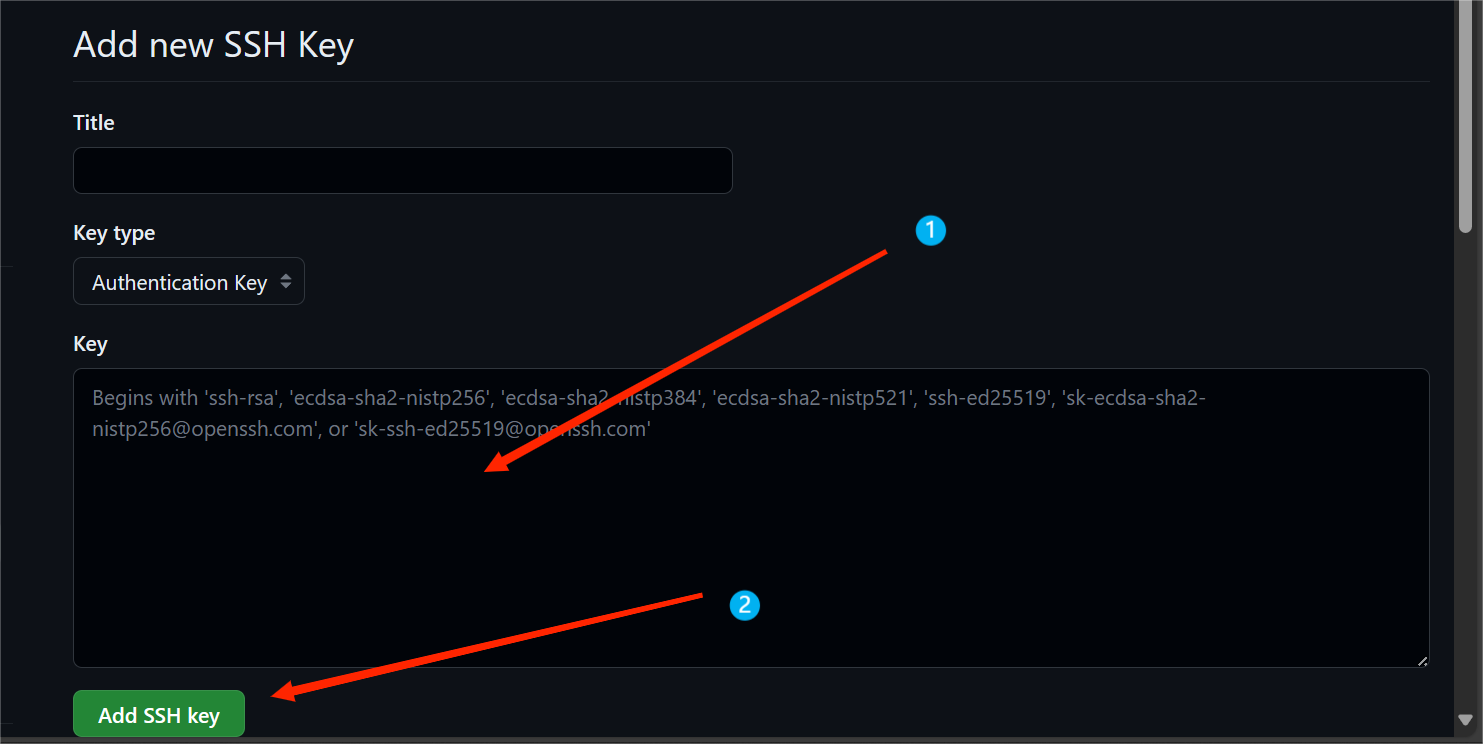 Add new SSH Key
Title
Key type
1
Authentication Key
Key
Begins with 'ssh-rsa', 'ecdsa-sha2-nistp256', 'ecdsa-sha2-nistp384', 'ecdsa-sha2-nistp521', 'ssh-ed25519', 'sk-ecdsa-sha2-
nistp256@openssh.com', or 'sk-ssh-ed25519@openssh.com'
2
Add SSH key